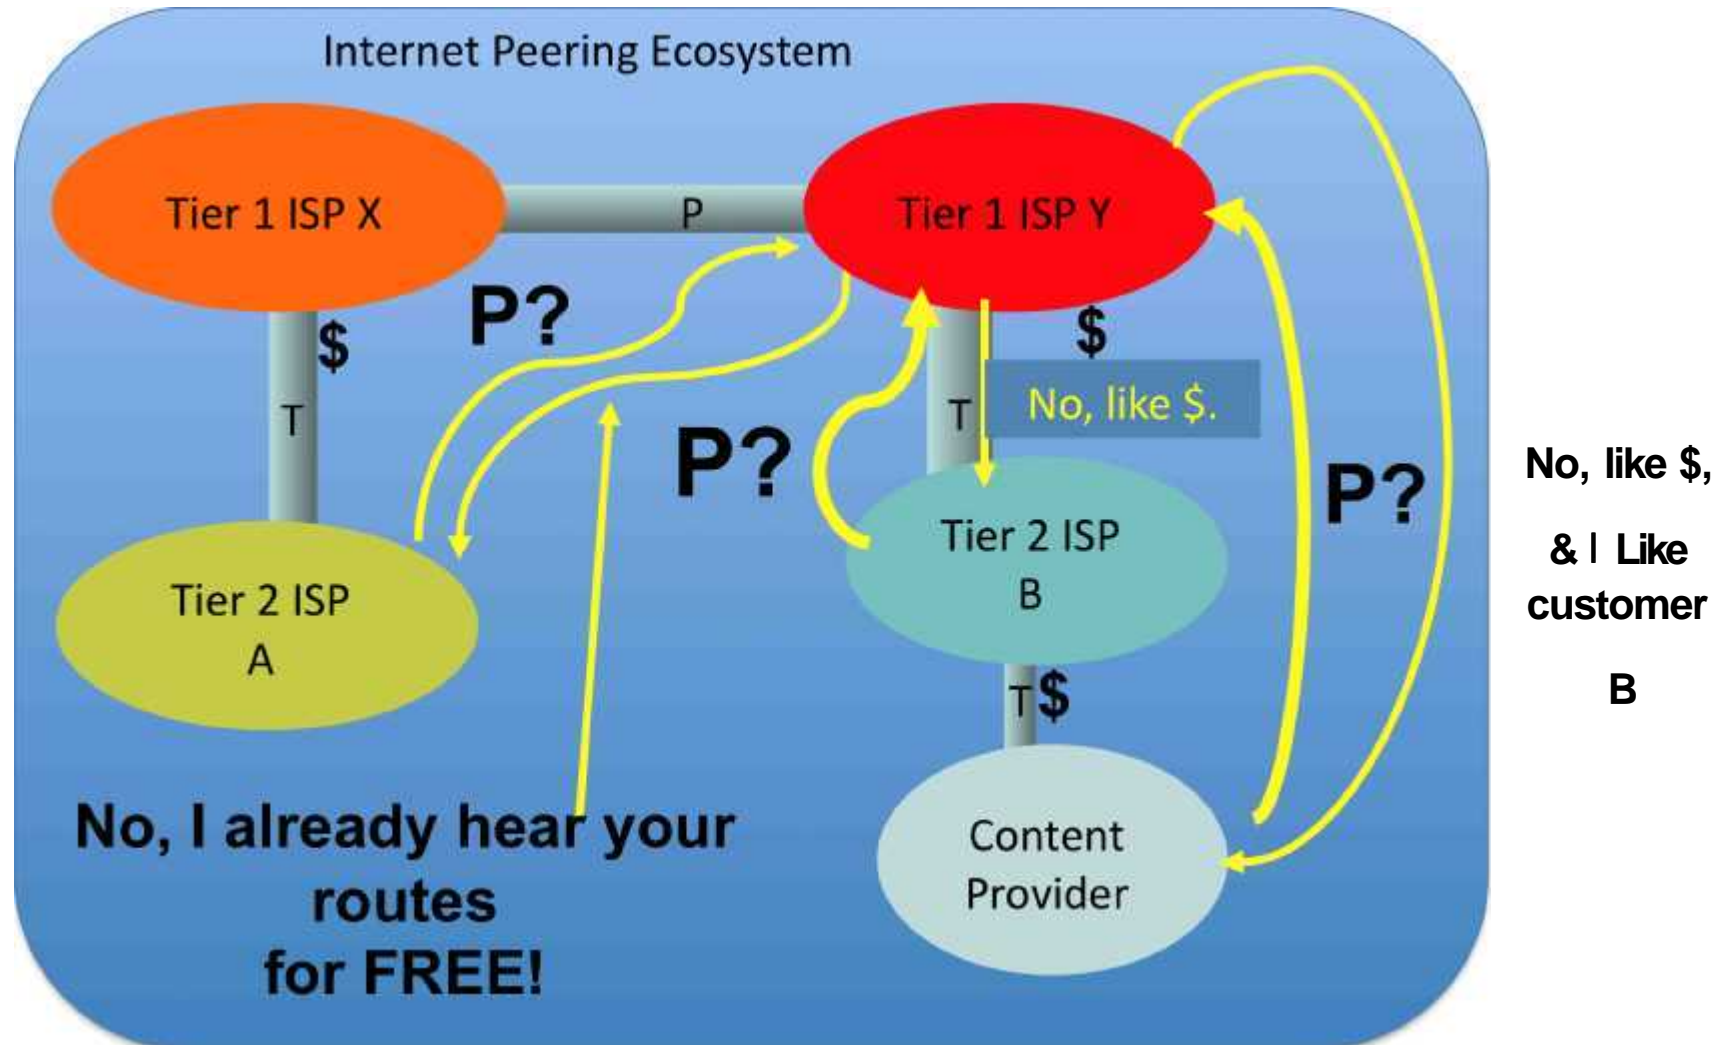 Internet Peering Ecosystem
Tier 1 ISP X
P
Tier 1 ISP Y
P?
$
$
T
T
No, like $.
P?
P?
No, like $,
& I Like
customer
B
Tier 2 ISP
B
Tier 2 ISP
A
T$
No, I already hear your
routes
for FREE!
Content
Provider